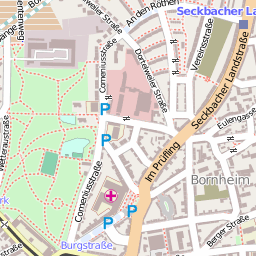 Seckbacher La
An den Röthen
Comeniusstraße
Dortelweiler Straße
Vereinsstraße
Seckbacher Landstraße
Eulengasse
Wetteraustraße
Im Prüfling
Bornheim
Comeniusstraße
Burgstraße
Berger Straße
P
P
P
P